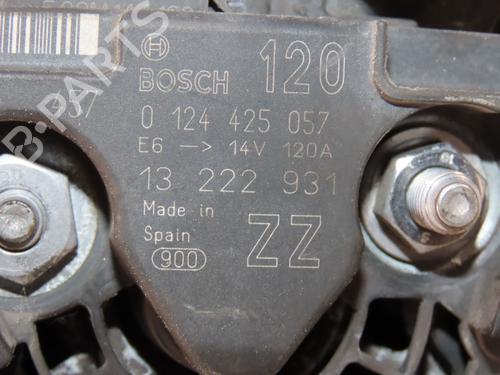 BOSCH 120
0 124 425 057
E6 -> 14V 120A
13 222 931
Made in
Spain
ZZ
900
B-PARTS